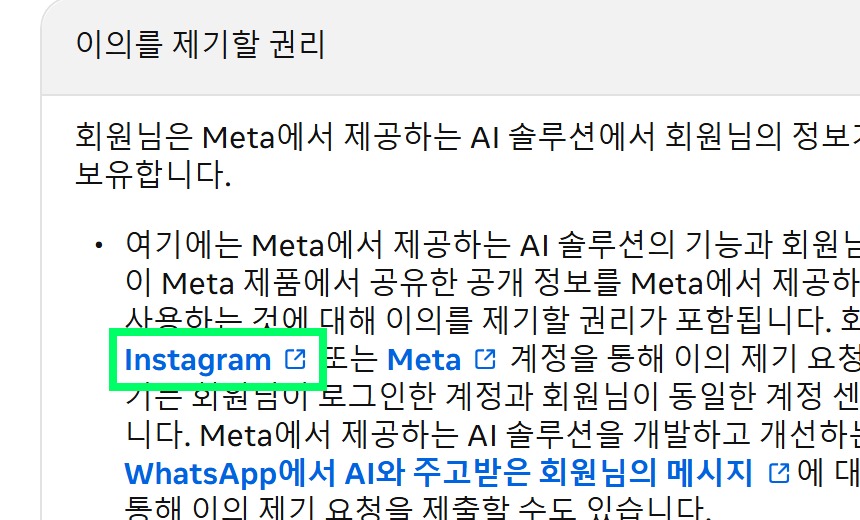 이의를 제기할 권리
회원님은 Meta에서 제공하는 AI 솔루션에서 회원님의 정보
보유합니다.
• 여기에는 Meta에서 제공하는 AI 솔루션의 기능과 회원님
이 Meta 제품에서 공유한 공개 정보를 Meta에서 제공하
사용하는 것에 대해 이의를 제기할 권리가 포함됩니다. 회
Instagram 또는 Meta 계정을 통해 이의 제기 요청
기는 회원님이 로그인한 계정과 회원님이 동일한 계정 센
니다. Meta에서 제공하는 AI 솔루션을 개발하고 개선하는
WhatsApp에서 AI와 주고받은 회원님의 메시지 에 대
통해 이의 제기 요청을 제출할 수도 있습니다.